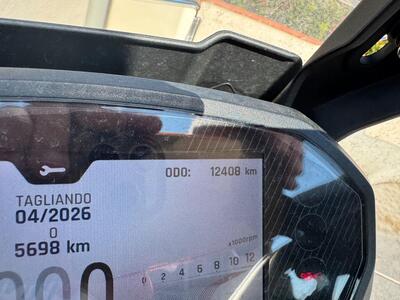 ODO: 12408 km
TAGLIANDO
04/2026
O
5698 km
x1000rpm
0 2 4 6 8 10 12